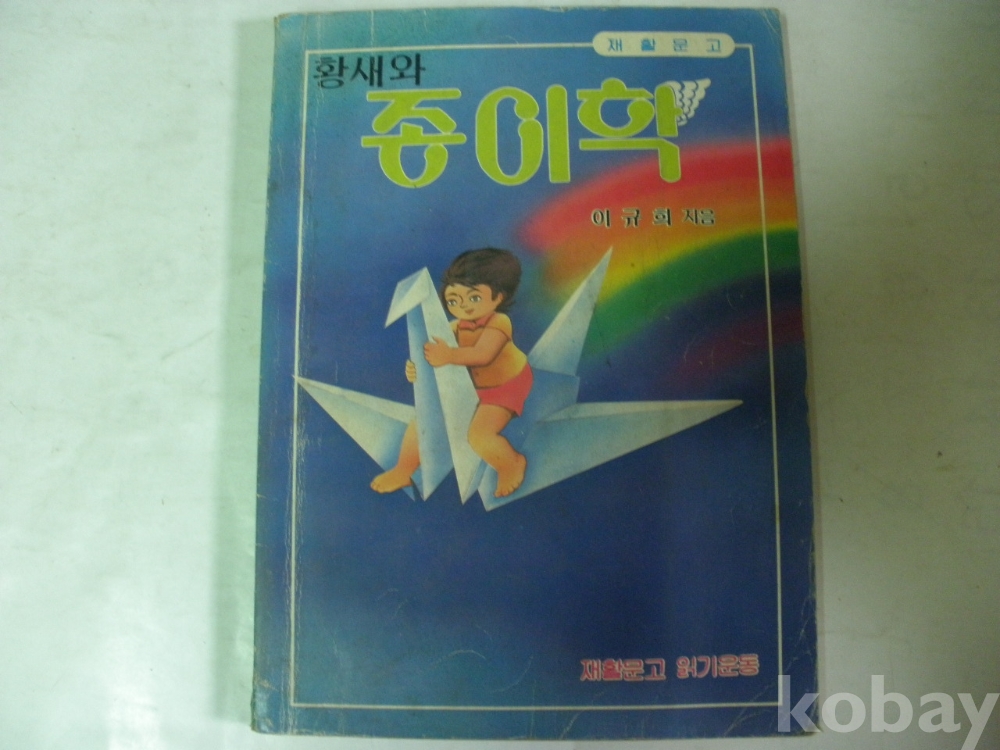 재활문고
황새와
종이학
이규희 지음
재활문고 읽기운동
kobay